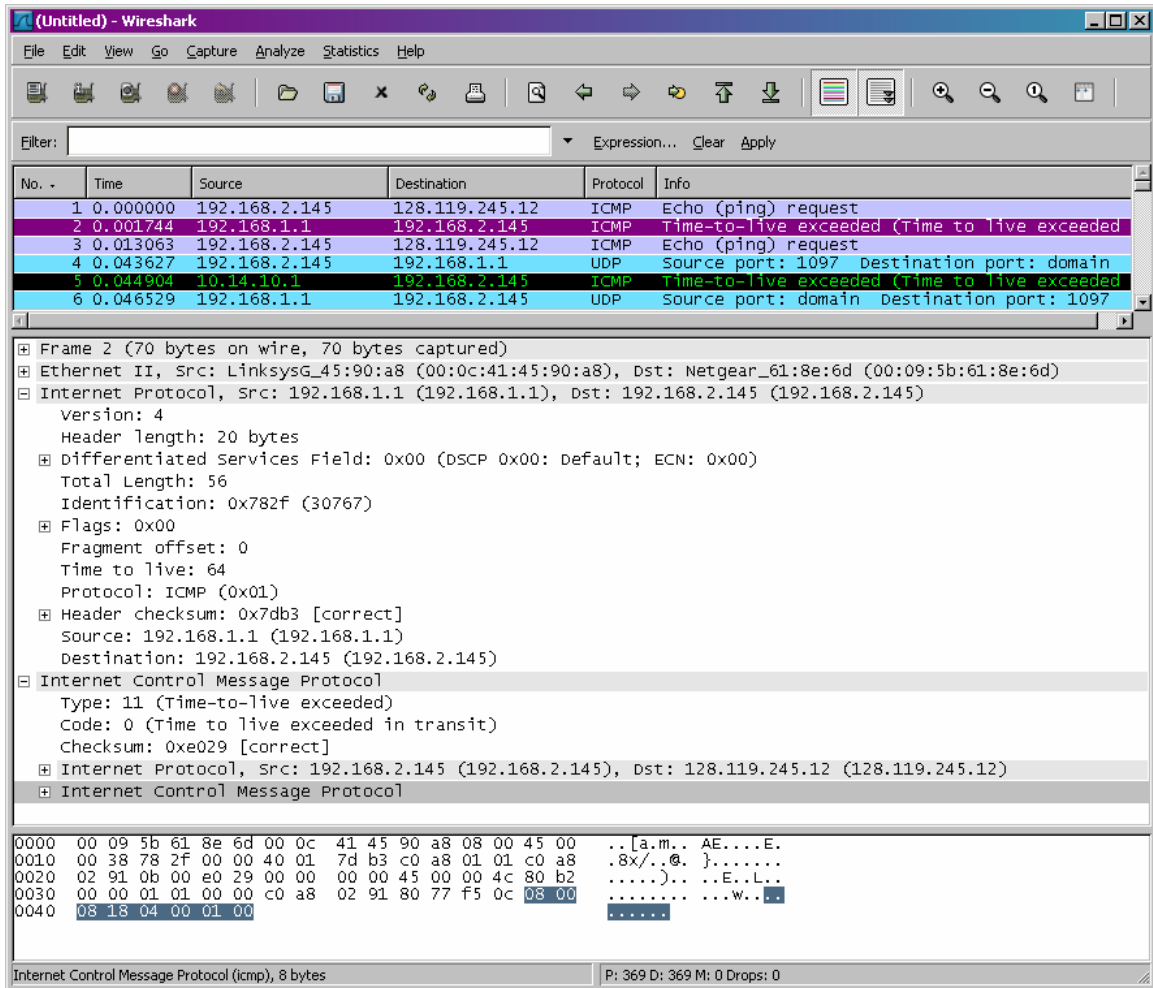 (Untitled) - Wireshark
File Edit View Go Capture Analyze Statistics Help
Filter: Expression... Clear Apply
No. Time Source Destination Protocol Info
1 0.000000 192.168.2.145 128.119.245.12 ICMP Echo (ping) request
2 0.001744 192.168.1.1 192.168.2.145 ICMP Time-to-live exceeded (Time to live exceeded
3 0.013063 192.168.2.145 128.119.245.12 ICMP Echo (ping) request
4 0.043627 192.168.2.145 192.168.1.1 UDP Source port: 1097 Destination port: domain
5 0.044904 10.14.10.1 192.168.2.145 ICMP Time-to-live exceeded (Time to live exceeded
6 0.046529 192.168.1.1 192.168.2.145 UDP Source port: domain Destination port: 1097
Frame 2 (70 bytes on wire, 70 bytes captured)
Ethernet II, Src: LinksysG_45:90:a8 (00:0c:41:45:90:a8), Dst: Netgear_61:8e:6d (00:09:5b:61:8e:6d)
Internet Protocol, Src: 192.168.1.1 (192.168.1.1), Dst: 192.168.2.145 (192.168.2.145)
Version: 4
Header length: 20 bytes
Differentiated Services Field: 0x00 (DSCP 0x00: Default; ECN: 0x00)
Total Length: 56
Identification: 0x782f (30767)
Flags: 0x00
Fragment offset: 0
Time to live: 64
Protocol: ICMP (0x01)
Header checksum: 0x7db3 [correct]
Source: 192.168.1.1 (192.168.1.1)
Destination: 192.168.2.145 (192.168.2.145)
Internet Control Message Protocol
Type: 11 (Time-to-live exceeded)
Code: 0 (Time to live exceeded in transit)
Checksum: 0xe029 [correct]
Internet Protocol, Src: 192.168.2.145 (192.168.2.145), Dst: 128.119.245.12 (128.119.245.12)
Internet Control Message Protocol
0000 00 09 5b 61 8e 6d 00 0c 41 45 90 a8 08 00 45 00 ..[a.m.. AE....E.
0010 00 38 78 2f 00 00 40 01 7d b3 c0 a8 01 01 c0 a8 .8x/..@. }.......
0020 02 91 0b 00 e0 29 00 00 00 00 45 00 00 4c 80 b2 .....).. ..E..L..
0030 00 00 01 01 00 00 c0 a8 02 91 80 77 f5 0c 08 00 ........ ...w....
0040 08 18 04 00 01 00 ......
Internet Control Message Protocol (icmp), 8 bytes P: 369 D: 369 M: 0 Drops: 0